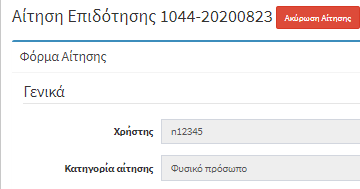 Αίτηση Επιδότησης 1044-20200823 Ακύρωση Αίτησης
Φόρμα Αίτησης
Γενικά
Χρήστης n12345
Κατηγορία αίτησης Φυσικό πρόσωπο